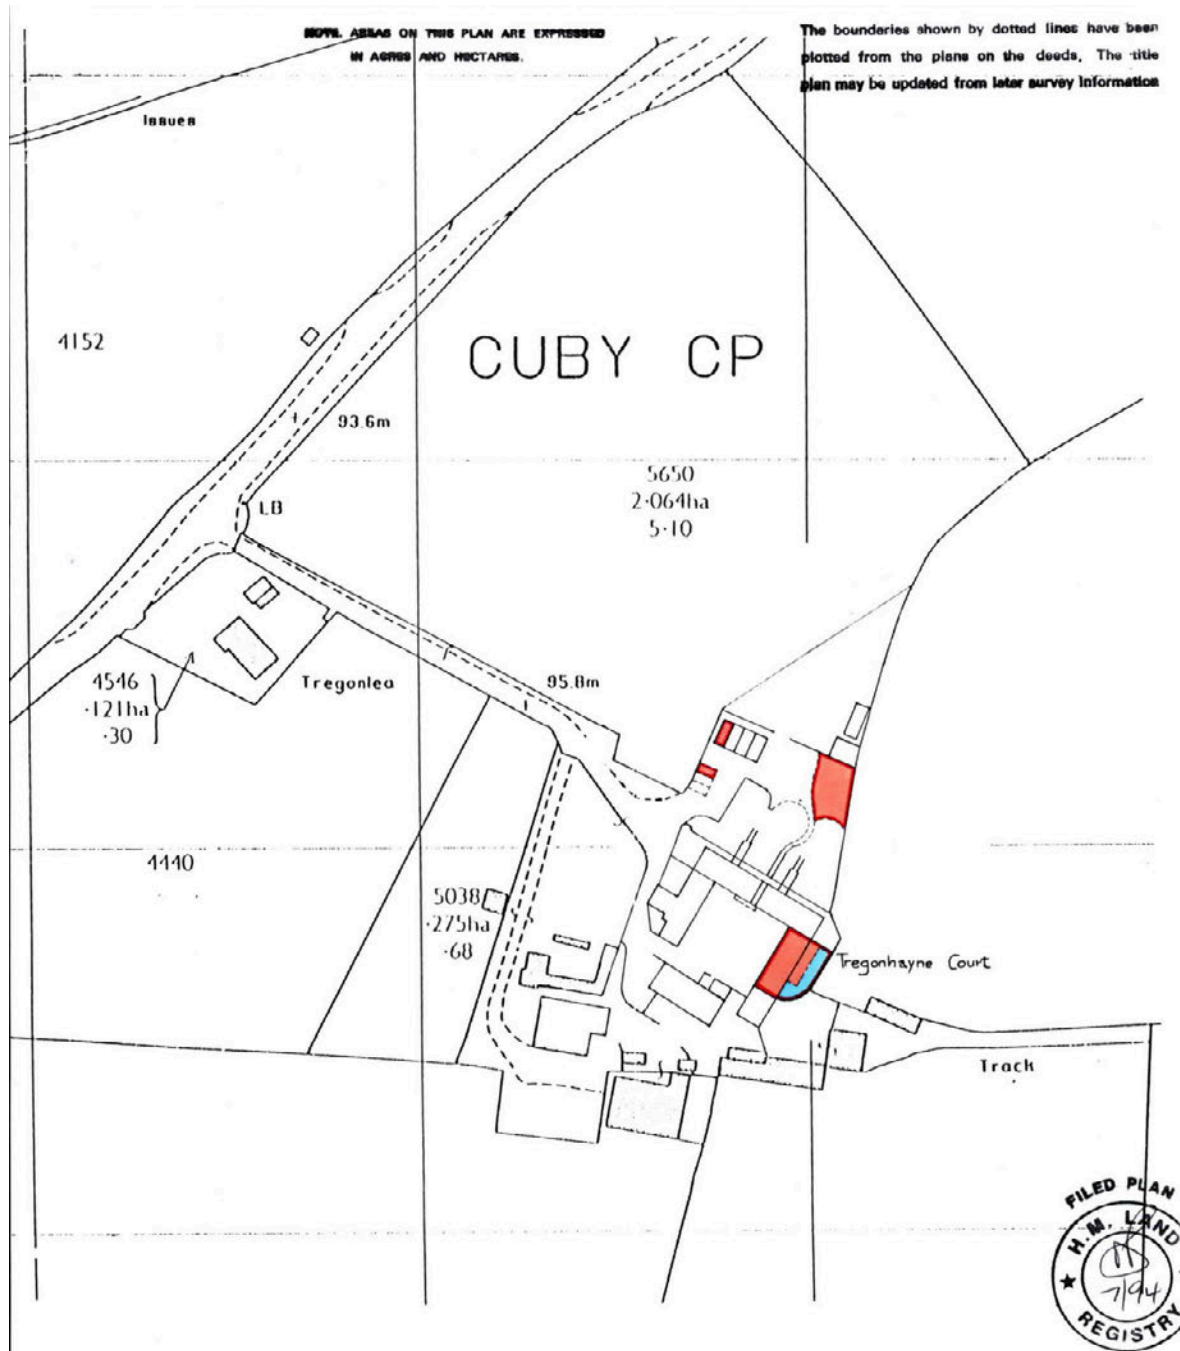 NOTE. AREAS ON THIS PLAN ARE EXPRESSED
IN ACRES AND HECTARES.
The boundaries shown by dotted lines have been
plotted from the plans on the deeds, The title
plan may be updated from later survey information
Issues
4152
CUBY CP
93.6m
LB
5650
2·064ha
5·10
4546
·121ha
·30
Tregonlea
95.8m
4440
5038
·275ha
·68
Tregonhayne Court
Track
FILED PLAN
H.M. LAND
7/94
REGISTRY